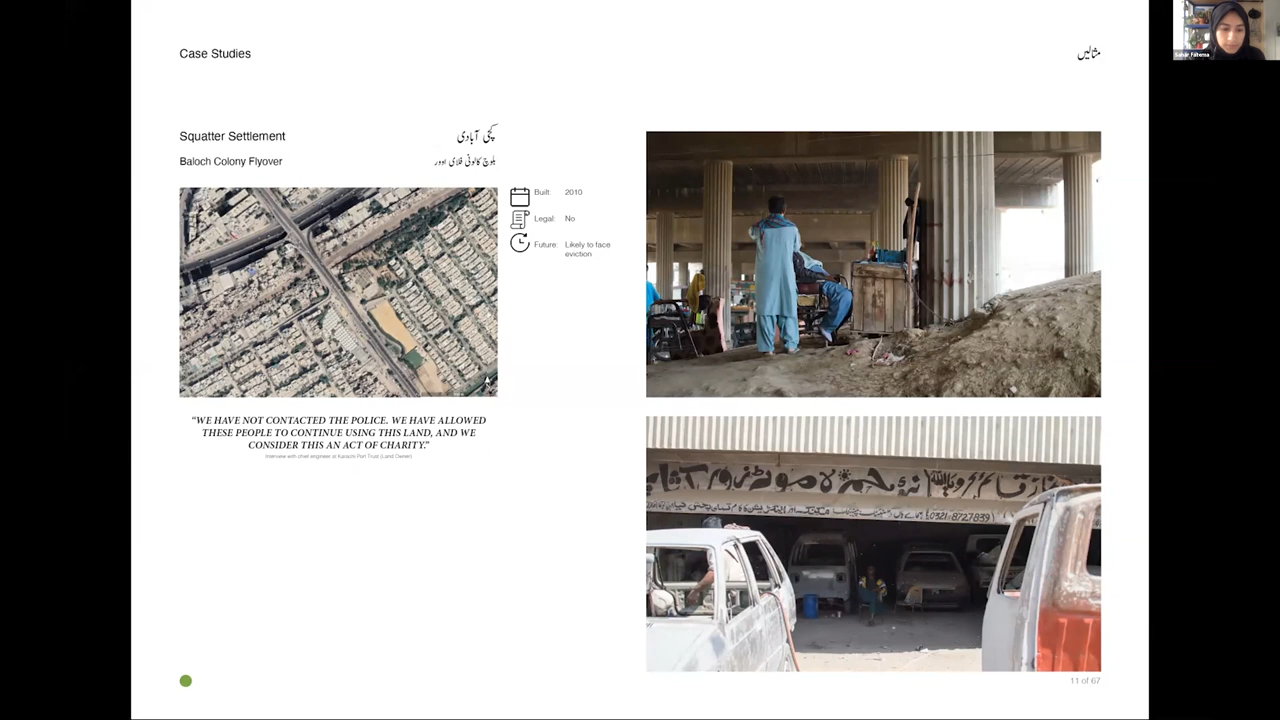 Case Studies
مثالیں
Squatter Settlement
کچی آبادی
Baloch Colony Flyover
بلوچ کالونی فلائی اوور
Built: 2010
Legal: No
Future: Likely to face
eviction
“WE HAVE NOT CONTACTED THE POLICE. WE HAVE ALLOWED
THESE PEOPLE TO CONTINUE USING THIS LAND, AND WE
CONSIDER THIS AN ACT OF CHARITY.”
Interview with chief engineer at Karachi Port Trust (Land Owner)
(0321-8727839)
11 of 67
Sahar Fatema